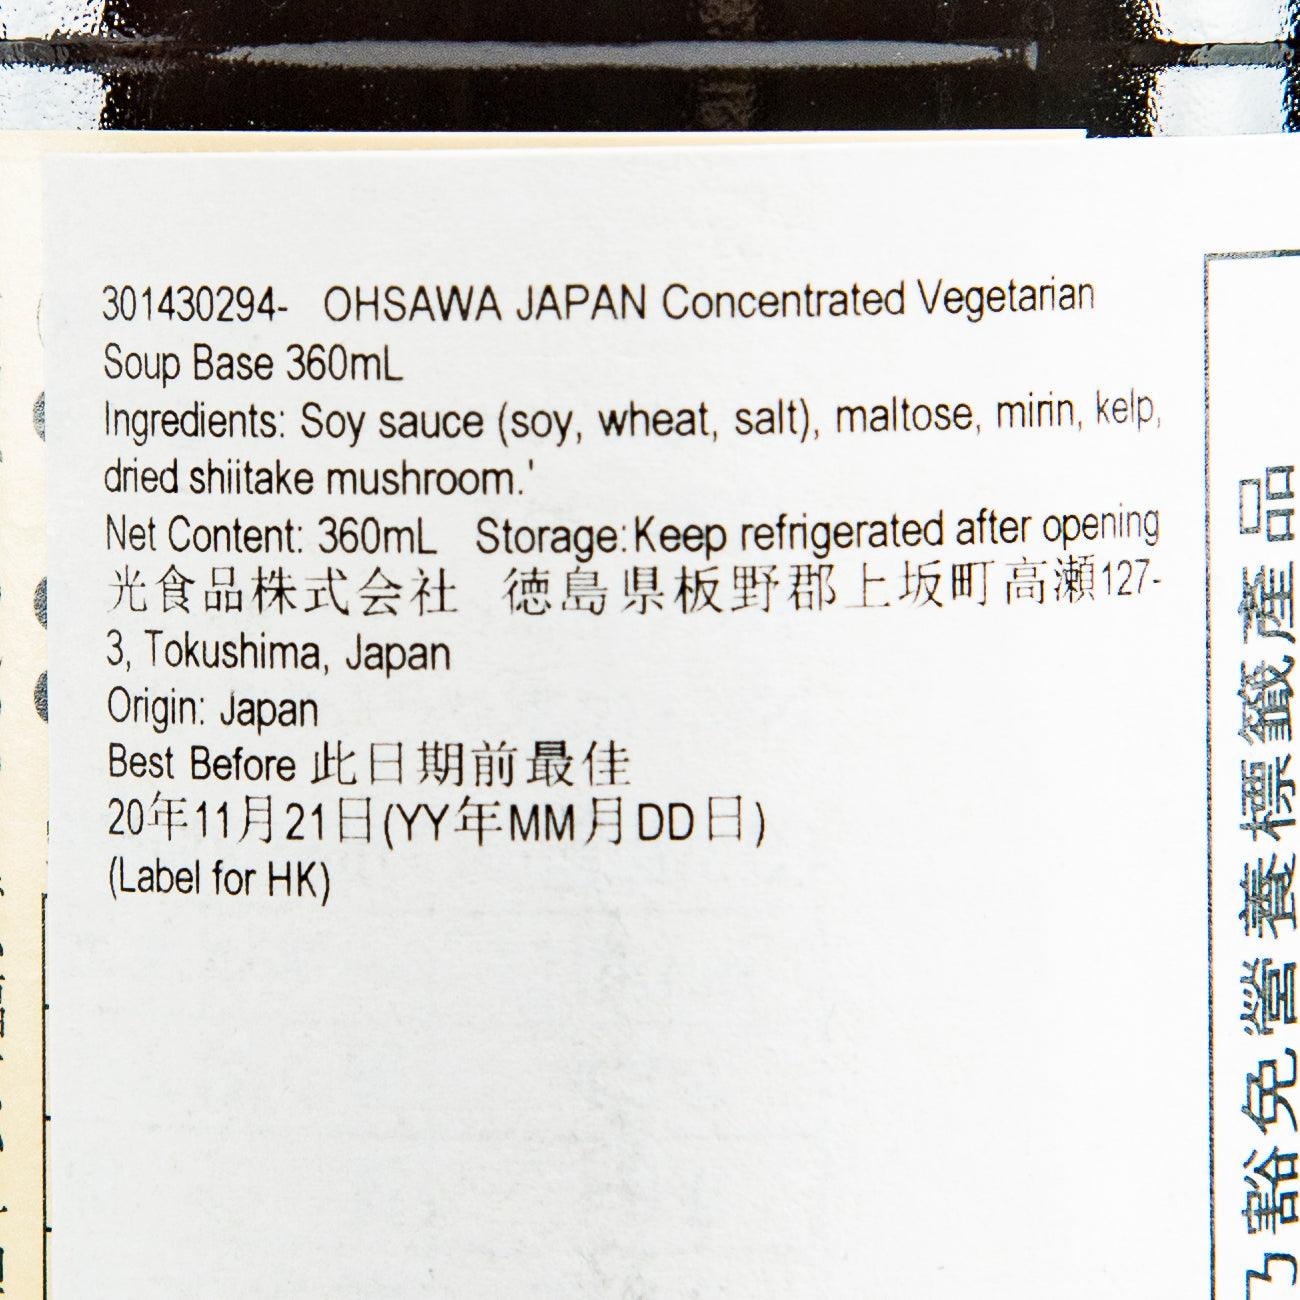 301430294- OHSAWA JAPAN Concentrated Vegetarian
Soup Base 360mL
Ingredients: Soy sauce (soy, wheat, salt), maltose, mirin, kelp,
dried shiitake mushroom.'
Net Content: 360mL Storage:Keep refrigerated after opening
光食品株式会社 徳島県板野郡上坂町高瀬127-
3, Tokushima, Japan
Origin: Japan
Best Before 此日期前最佳
20年11月21日(YY年MM月DD日)
(Label for HK)
乃豁免營養標籤產品